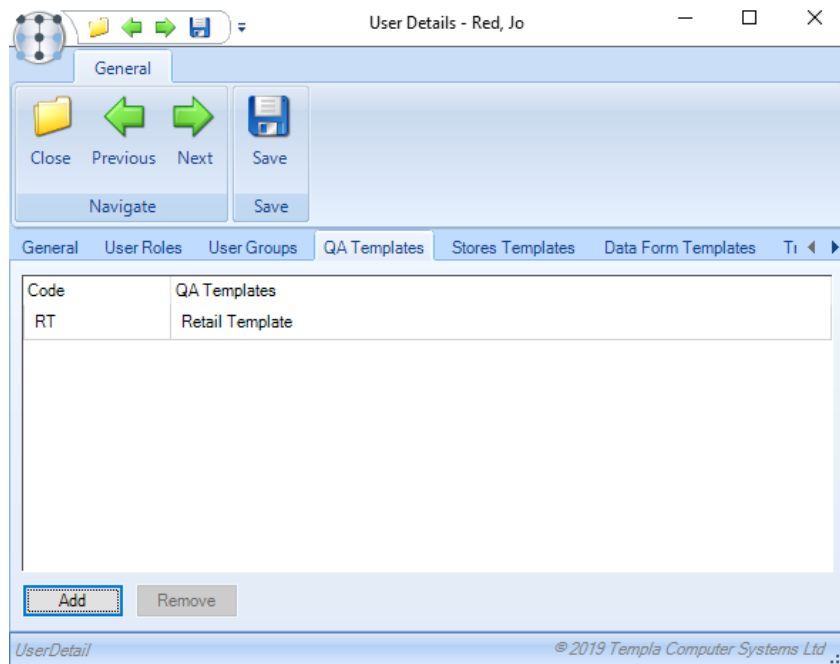 User Details - Red, Jo
General
Close Previous Next Save
Navigate Save
General User Roles User Groups QA Templates Stores Templates Data Form Templates
Code QA Templates
RT Retail Template
Add Remove
UserDetail © 2019 Templa Computer Systems Ltd